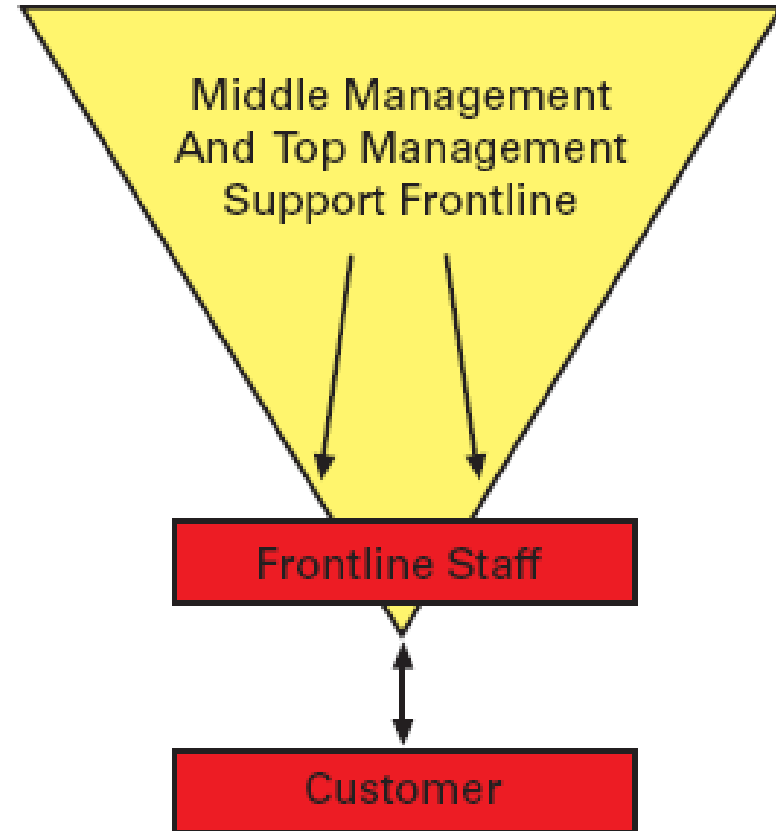 Middle Management
And Top Management
Support Frontline
Frontline Staff
Customer